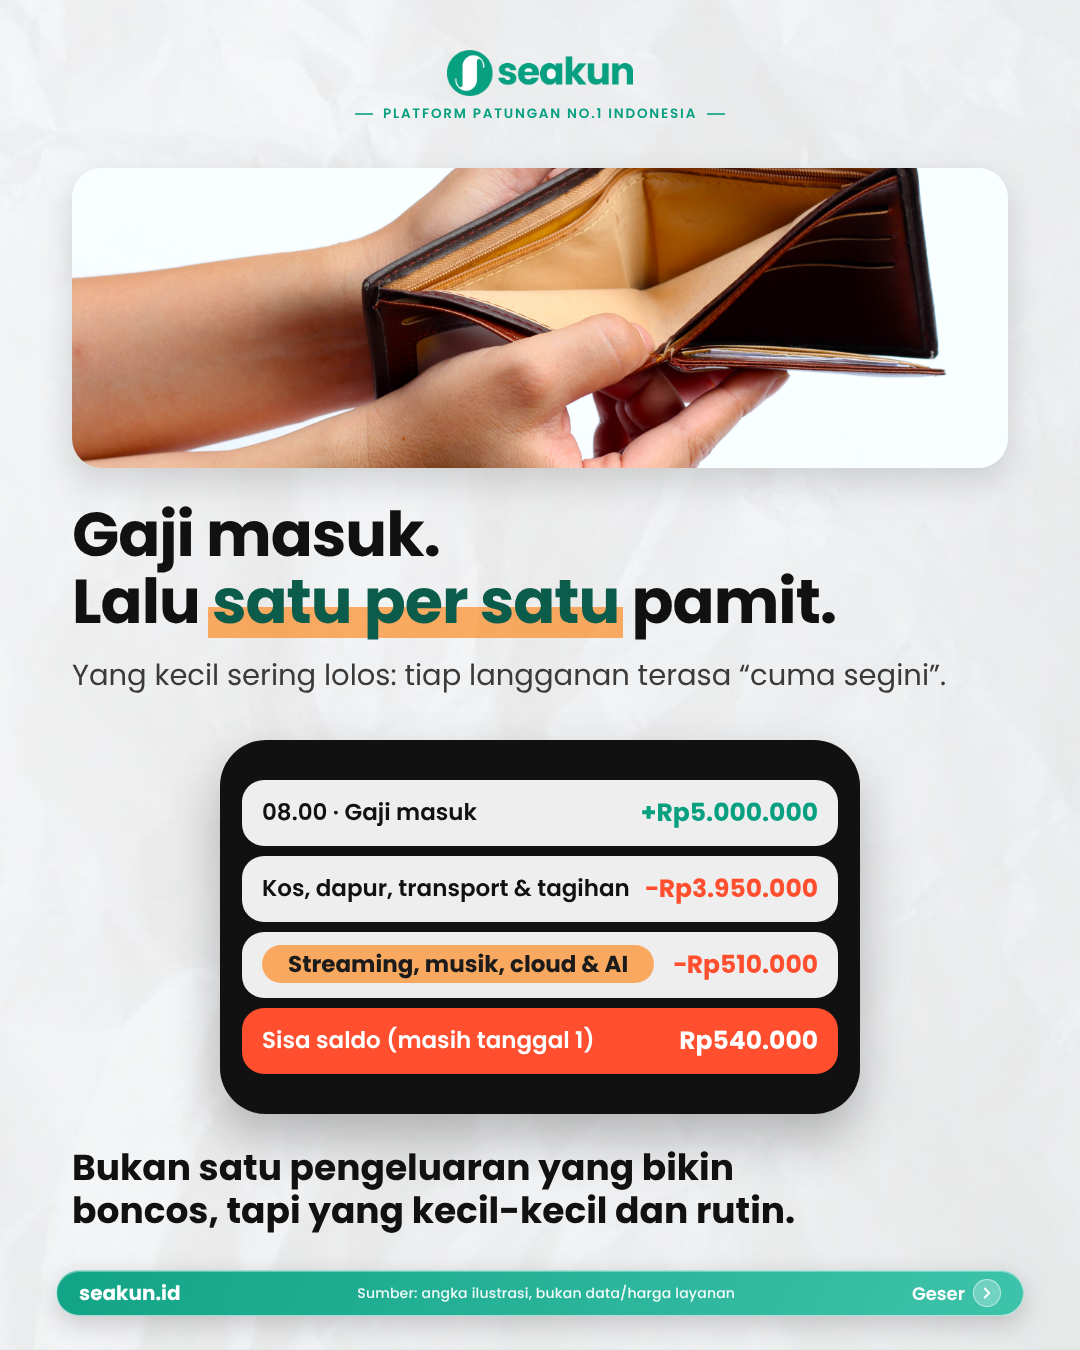 seakun
PLATFORM PATUNGAN NO.1 INDONESIA
Gaji masuk.
Lalu satu per satu pamit.
Yang kecil sering lolos: tiap langganan terasa “cuma segini”.
08.00 · Gaji masuk +Rp5.000.000
Kos, dapur, transport & tagihan -Rp3.950.000
Streaming, musik, cloud & AI -Rp510.000
Sisa saldo (masih tanggal 1) Rp540.000
Bukan satu pengeluaran yang bikin
boncos, tapi yang kecil-kecil dan rutin.
seakun.id Sumber: angka ilustrasi, bukan data/harga layanan Geser